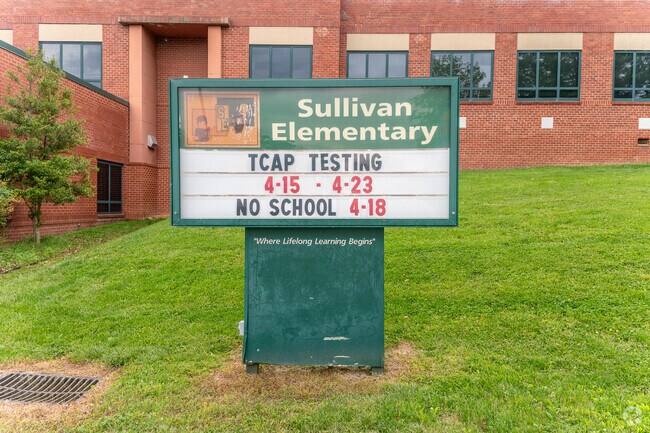 Sullivan
Elementary
TCAP TESTING
4-15 - 4-23
NO SCHOOL 4-18
"Where Lifelong Learning Begins"